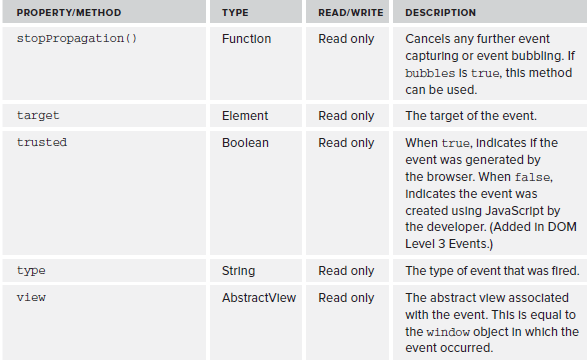 PROPERTY/METHOD TYPE READ/WRITE DESCRIPTION
stopPropagation() Function Read only Cancels any further event
capturing or event bubbling. If
bubbles is true, this method
can be used.
target Element Read only The target of the event.
trusted Boolean Read only When true, indicates if the
event was generated by
the browser. When false,
indicates the event was
created using JavaScript by
the developer. (Added in DOM
Level 3 Events.)
type String Read only The type of event that was fired.
view AbstractView Read only The abstract view associated
with the event. This is equal to
the window object in which the
event occurred.